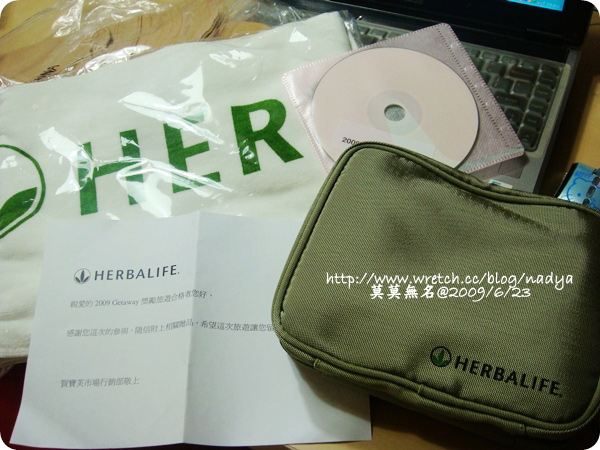 HER
2009
HERBALIFE.
親愛的 2009 Getaway 獎勵旅遊合格專您好，
感謝您這次的參與，隨信附上相關贈品，希望這次旅遊讓您留
賀寶芙市場行銷部敬上
http://www.wretch.cc/blog/nadya
莫莫無名@2009/6/23
HERBALIFE.